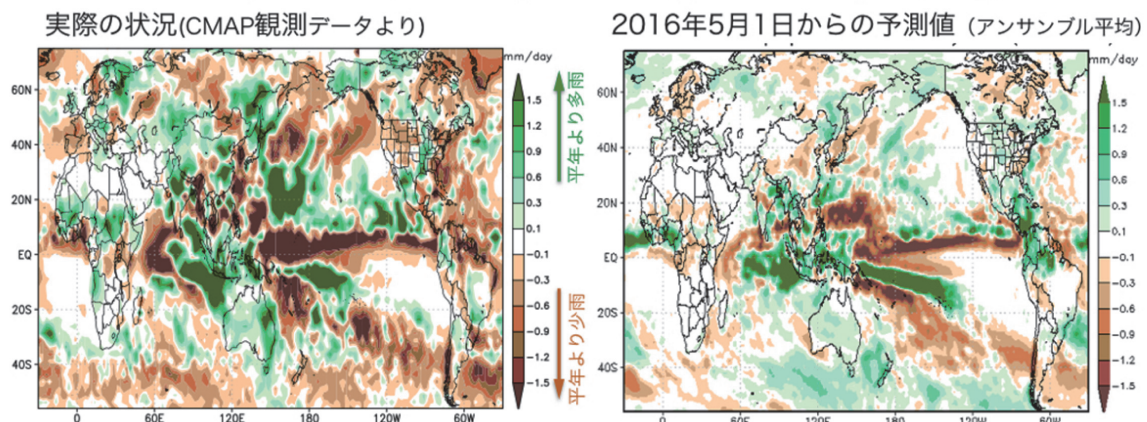 実際の状況(CMAP観測データより)
mm/day
60N
40N
20N
EQ
20S
40S
0
60E
120E
180
120W
60W
1.5
1.2
0.9
0.6
0.3
0.1
-0.1
-0.3
-0.6
-0.9
-1.2
-1.5
平年より多雨
平年より少雨
2016年5月1日からの予測値（アンサンブル平均）
mm/day
60N
40N
20N
EQ
20S
40S
0
60E
120E
180
120W
60W
1.5
1.2
0.9
0.6
0.3
0.1
-0.1
-0.3
-0.6
-0.9
-1.2
-1.5